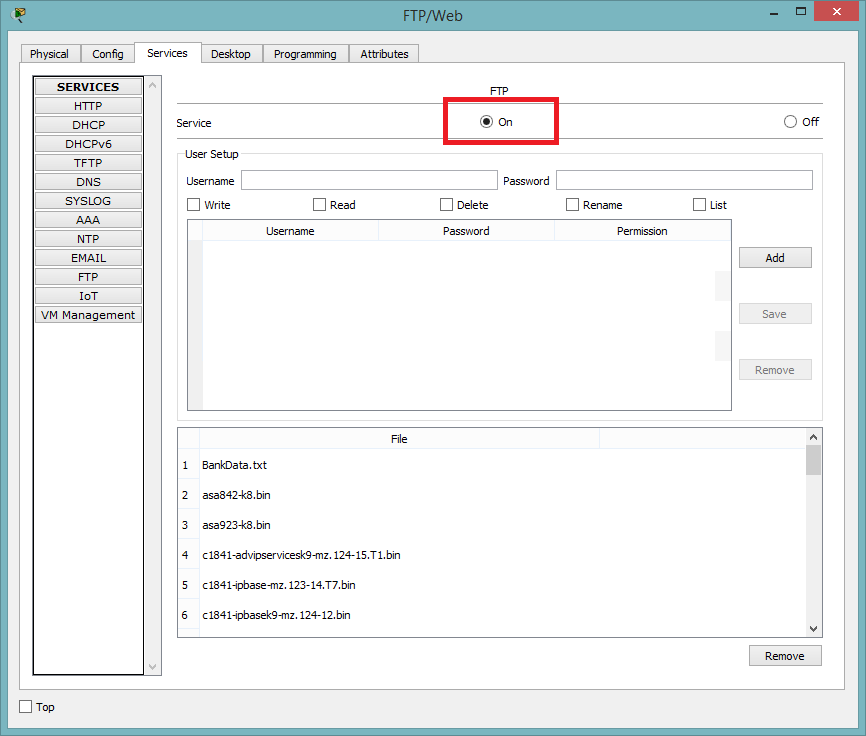 FTP/Web
Physical Config Services Desktop Programming Attributes
SERVICES
HTTP
DHCP
DHCPv6
TFTP
DNS
SYSLOG
AAA
NTP
EMAIL
FTP
IoT
VM Management
FTP
Service On Off
User Setup
Username Password
Write Read Delete Rename List
Username Password Permission
Add
Save
Remove
File
1 BankData.txt
2 asa842-k8.bin
3 asa923-k8.bin
4 c1841-advipservicesk9-mz.124-15.T1.bin
5 c1841-ipbase-mz.123-14.T7.bin
6 c1841-ipbasek9-mz.124-12.bin
Remove
Top